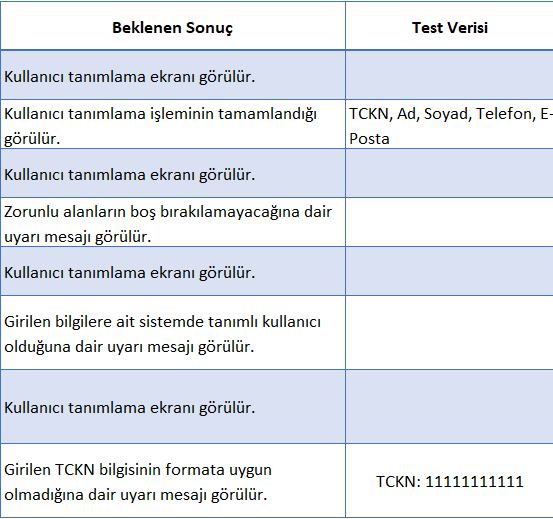 Beklenen Sonuç Test Verisi
Kullanıcı tanımlama ekranı görülür.
Kullanıcı tanımlama işleminin tamamlandığı TCKN, Ad, Soyad, Telefon, E-
görülür. Posta
Kullanıcı tanımlama ekranı görülür.
Zorunlu alanların boş bırakılamayacağına dair
uyarı mesajı görülür.
Kullanıcı tanımlama ekranı görülür.
Girilen bilgilere ait sistemde tanımlı kullanıcı
olduğuna dair uyarı mesajı görülür.
Kullanıcı tanımlama ekranı görülür.
Girilen TCKN bilgisinin formata uygun
olmadığına dair uyarı mesajı görülür.
TCKN: 11111111111